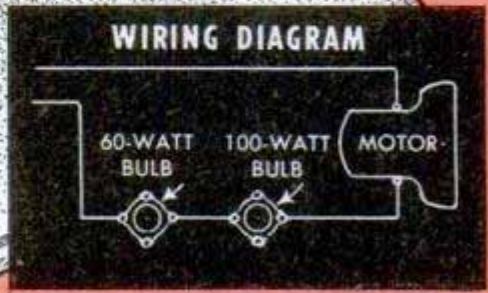 WIRING DIAGRAM
60-WATT
BULB
100-WATT
BULB
MOTOR